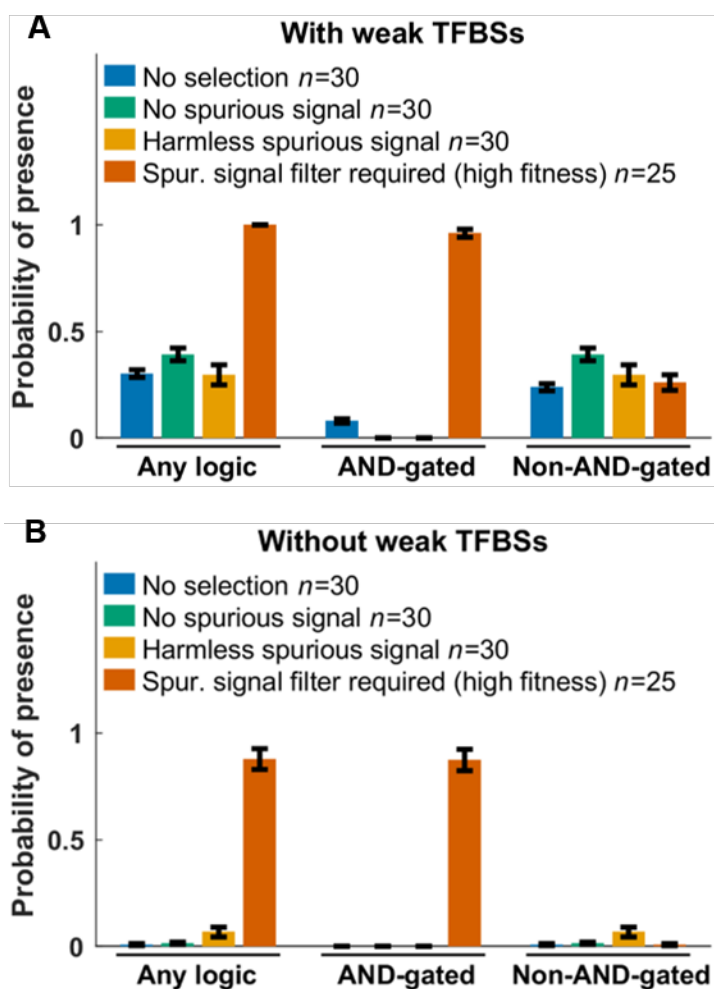 A
With weak TFBSs
No selection n=30
No spurious signal n=30
Harmless spurious signal n=30
Spur. signal filter required (high fitness) n=25
Probability of presence
1
0.5
0
Any logic AND-gated Non-AND-gated
B
Without weak TFBSs
No selection n=30
No spurious signal n=30
Harmless spurious signal n=30
Spur. signal filter required (high fitness) n=25
Probability of presence
1
0.5
0
Any logic AND-gated Non-AND-gated